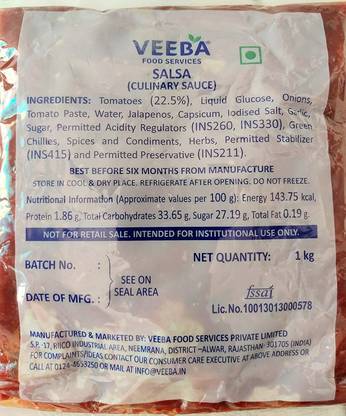 VEEBA
FOOD SERVICES
SALSA
(CULINARY SAUCE)
INGREDIENTS: Tomatoes (22.5%), Liquid Glucose, Onions,
Tomato Paste, Water, Jalapenos, Capsicum, Iodised Salt, Garlic,
Sugar, Permitted Acidity Regulators (INS260, INS330), Green
Chillies, Spices and Condiments, Herbs, Permitted Stabilizer
(INS415) and Permitted Preservative (INS211).
BEST BEFORE SIX MONTHS FROM MANUFACTURE
STORE IN COOL & DRY PLACE. REFRIGERATE AFTER OPENING. DO NOT FREEZE.
Nutritional Information (Approximate values per 100 g): Energy 143.75 kcal,
Protein 1.86 g, Total Carbohydrates 33.65 g, Sugar 27.19 g, Total Fat 0.19 g.
NOT FOR RETAIL SALE. INTENDED FOR INSTITUTIONAL USE ONLY.
BATCH No. :
DATE OF MFG. :
SEE ON
SEAL AREA
NET QUANTITY: 1 kg
fssai
Lic.No.10013013000578
MANUFACTURED & MARKETED BY: VEEBA FOOD SERVICES PRIVATE LIMITED
S.P.-17, RIICO INDUSTRIAL AREA, NEEMRANA, DISTRICT –ALWAR, RAJASTHAN-301705 (INDIA)
FOR COMPLAINTS/IDEAS CONTACT OUR CONSUMER CARE EXECUTIVE AT ABOVE ADDRESS OR
CALL AT 0124-4653250 OR MAIL AT INFO@VEEBA.IN